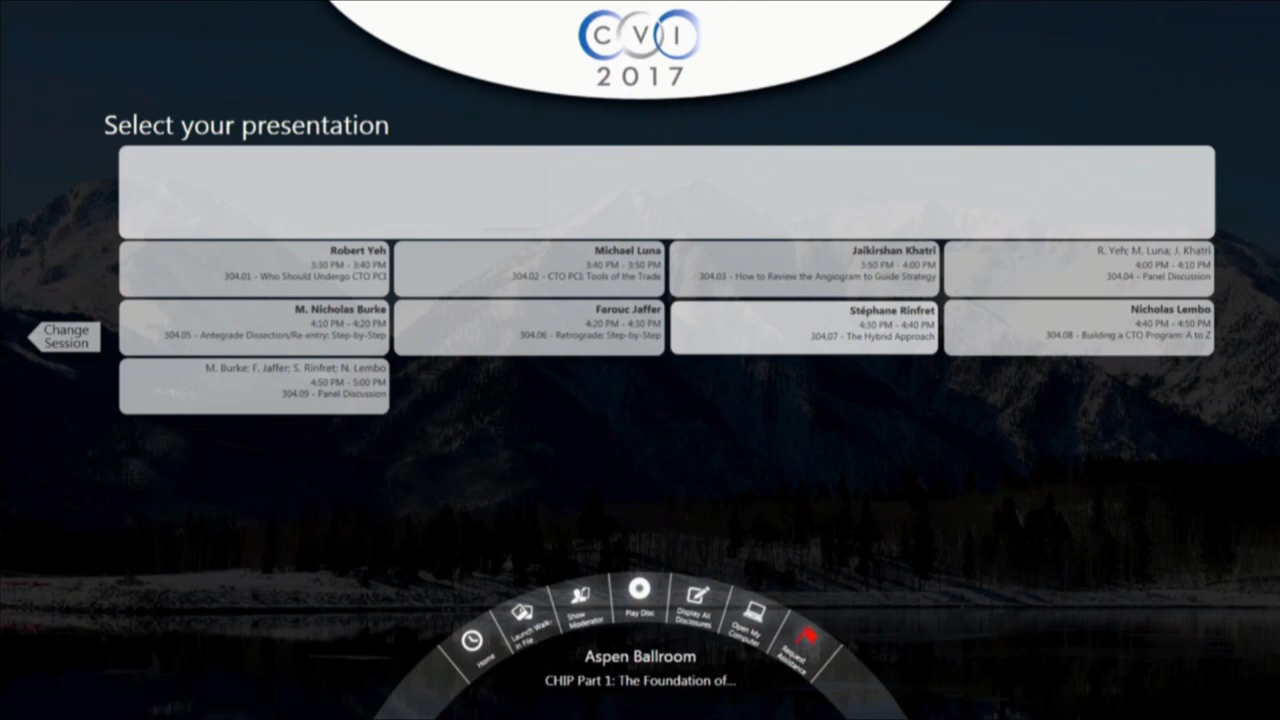 CVI
2017
Select your presentation
Robert Yeh
3:30 PM - 3:40 PM
304.01 - Who Should Undergo CTO PCI
Michael Luna
3:40 PM - 3:50 PM
304.02 - CTO PCI: Tools of the Trade
Jaikirshan Khatri
3:50 PM - 4:00 PM
304.03 - How to Review the Angiogram to Guide Strategy
R. Yeh; M. Luna; J. Khatri
4:00 PM - 4:10 PM
304.04 - Panel Discussion
M. Nicholas Burke
4:10 PM - 4:20 PM
304.05 - Antegrade Dissection/Re-entry: Step-by-Step
Farouc Jaffer
4:20 PM - 4:30 PM
304.06 - Retrograde: Step-by-Step
Stéphane Rinfret
4:30 PM - 4:40 PM
304.07 - The Hybrid Approach
Nicholas Lembo
4:40 PM - 4:50 PM
304.08 - Building a CTO Program: A to Z
Change
Session
M. Burke; F. Jaffer; S. Rinfret; N. Lembo
4:50 PM - 5:00 PM
304.09 - Panel Discussion
Home
Launch Walk-
in File
Show
Moderator
Play Disc
Display All
Disclosures
Open My
Computer
Request
Assistance
Aspen Ballroom
CHIP Part 1: The Foundation of...